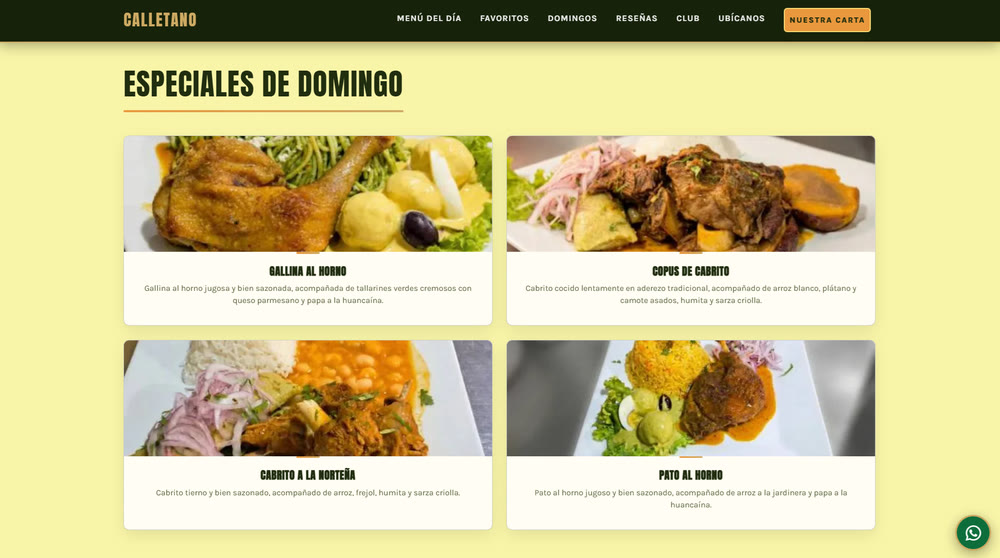 CALLETANO
MENÚ DEL DÍA FAVORITOS DOMINGOS RESEÑAS CLUB UBÍCANOS NUESTRA CARTA
ESPECIALES DE DOMINGO
GALLINA AL HORNO
Gallina al horno jugosa y bien sazonada, acompañada de tallarines verdes cremosos con
queso parmesano y papa a la huancaína.
COPUS DE CABRITO
Cabrito cocido lentamente en aderezo tradicional, acompañado de arroz blanco, plátano y
camote asados, humita y sarza criolla.
CABRITO A LA NORTEÑA
Cabrito tierno y bien sazonado, acompañado de arroz, frejol, humita y sarza criolla.
PATO AL HORNO
Pato al horno jugoso y bien sazonado, acompañado de arroz a la jardinera y papa a la
huancaína.